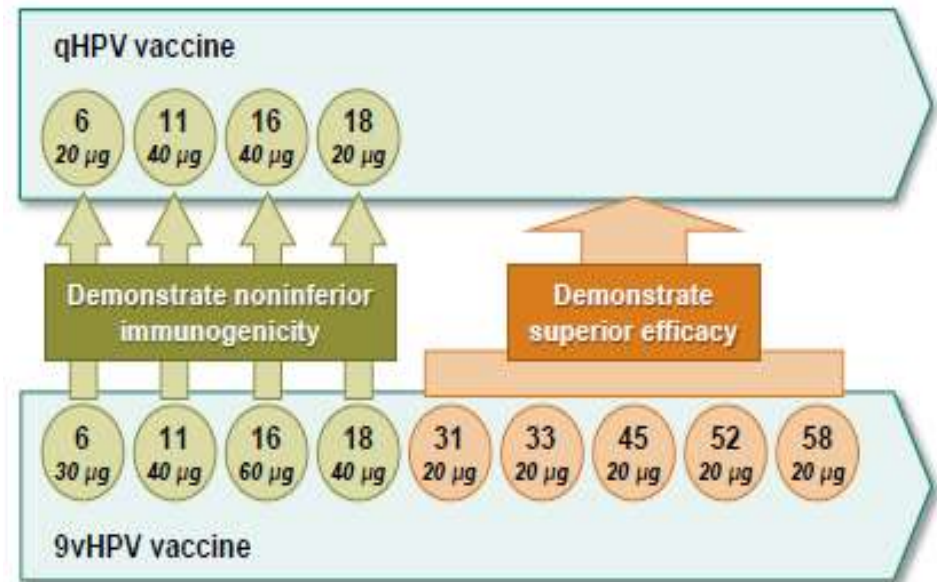 qHPV vaccine
6 11 16 18
20 µg 40 µg 40 µg 20 µg
Demonstrate noninferior
immunogenicity
Demonstrate
superior efficacy
6 11 16 18 31 33 45 52 58
30 µg 40 µg 60 µg 40 µg 20 µg 20 µg 20 µg 20 µg 20 µg
9vHPV vaccine